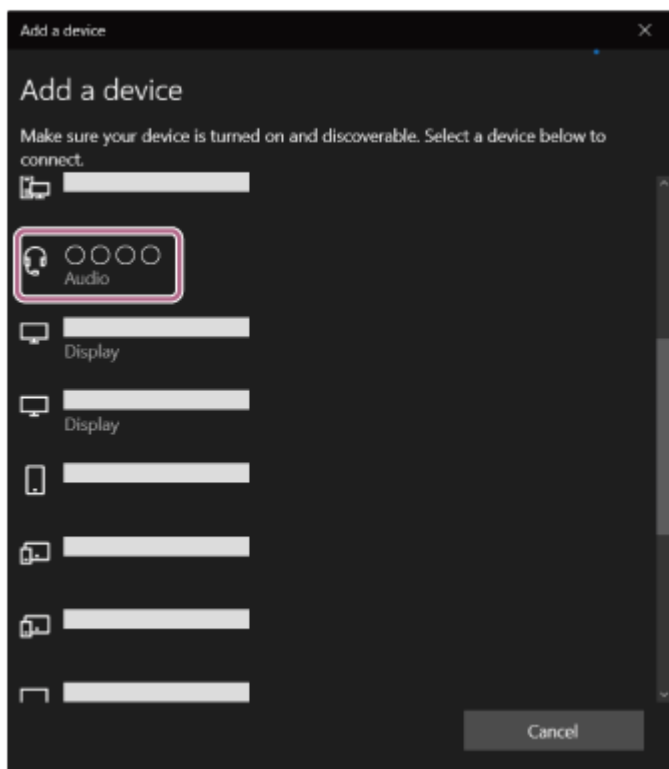 Add a device
Add a device
Make sure your device is turned on and discoverable. Select a device below to
connect.
○○○○
Audio
Display
Display
Cancel